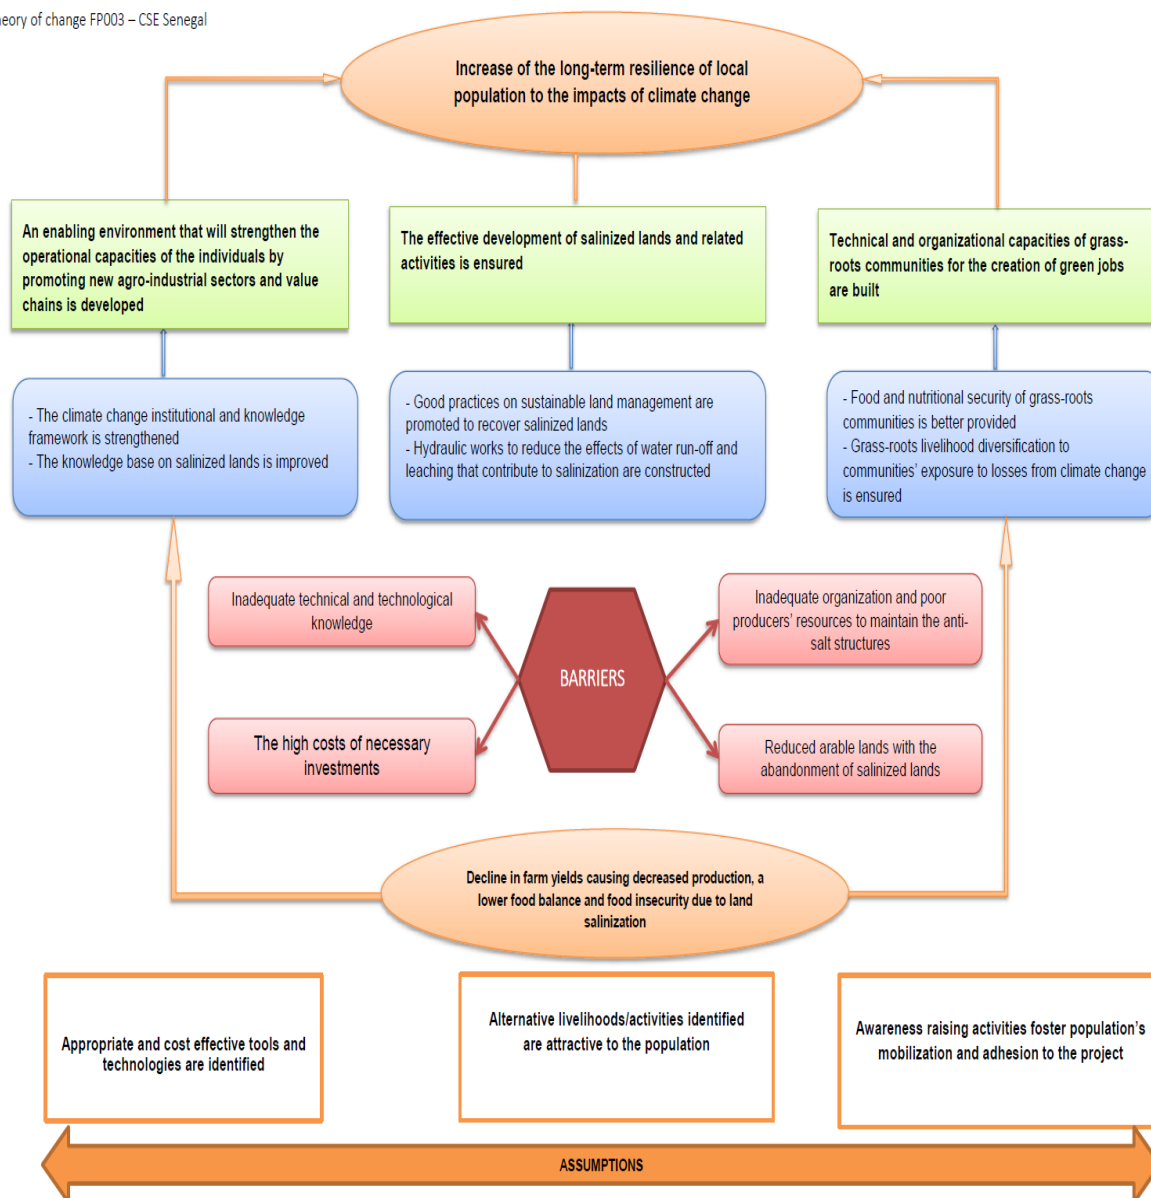 eory of change FP003 – CSE Senegal
Increase of the long-term resilience of local
population to the impacts of climate change
An enabling environment that will strengthen the
operational capacities of the individuals by
promoting new agro-industrial sectors and value
chains is developed
The effective development of salinized lands and related
activities is ensured
Technical and organizational capacities of grass-
roots communities for the creation of green jobs
are built
- The climate change institutional and knowledge
framework is strengthened
- The knowledge base on salinized lands is improved
- Good practices on sustainable land management are
promoted to recover salinized lands
- Hydraulic works to reduce the effects of water run-off and
leaching that contribute to salinization are constructed
- Food and nutritional security of grass-roots
communities is better provided
- Grass-roots livelihood diversification to
communities' exposure to losses from climate change
is ensured
Inadequate technical and technological
knowledge
Inadequate organization and poor
producers' resources to maintain the anti-
salt structures
BARRIERS
The high costs of necessary
investments
Reduced arable lands with the
abandonment of salinized lands
Decline in farm yields causing decreased production, a
lower food balance and food insecurity due to land
salinization
Appropriate and cost effective tools and
technologies are identified
Alternative livelihoods/activities identified
are attractive to the population
Awareness raising activities foster population's
mobilization and adhesion to the project
ASSUMPTIONS